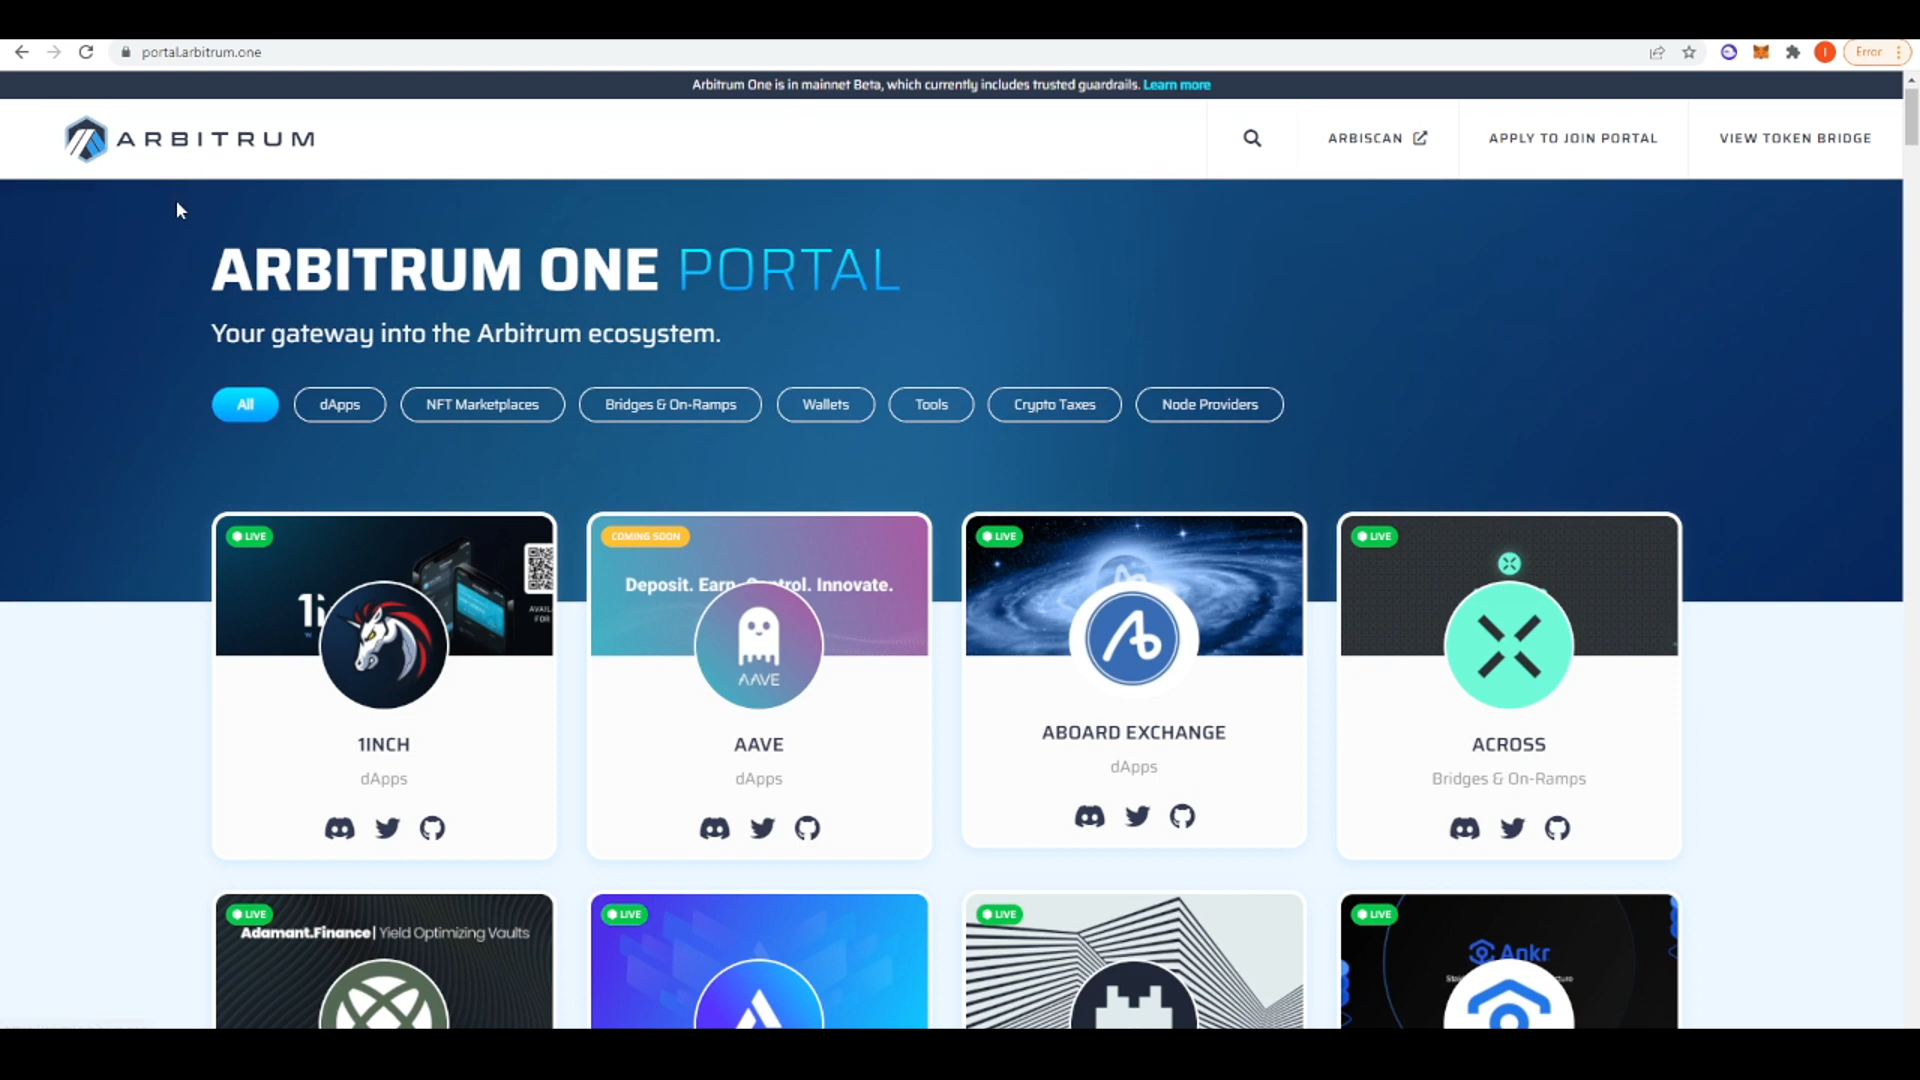 portal.arbitrum.one
Error
Arbitrum One is in mainnet Beta, which currently includes trusted guardrails. Learn more
ARBITRUM
ARBISCAN
APPLY TO JOIN PORTAL
VIEW TOKEN BRIDGE
ARBITRUM ONE PORTAL
Your gateway into the Arbitrum ecosystem.
All
dApps
NFT Marketplaces
Bridges & On-Ramps
Wallets
Tools
Crypto Taxes
Node Providers
LIVE
1INCH
dApps
COMING SOON
Deposit. Earn. Control. Innovate.
AAVE
AAVE
dApps
LIVE
ABOARD EXCHANGE
dApps
LIVE
ACROSS
Bridges & On-Ramps
LIVE
Adamant.Finance | Yield Optimizing Vaults
LIVE
LIVE
LIVE
Ankr